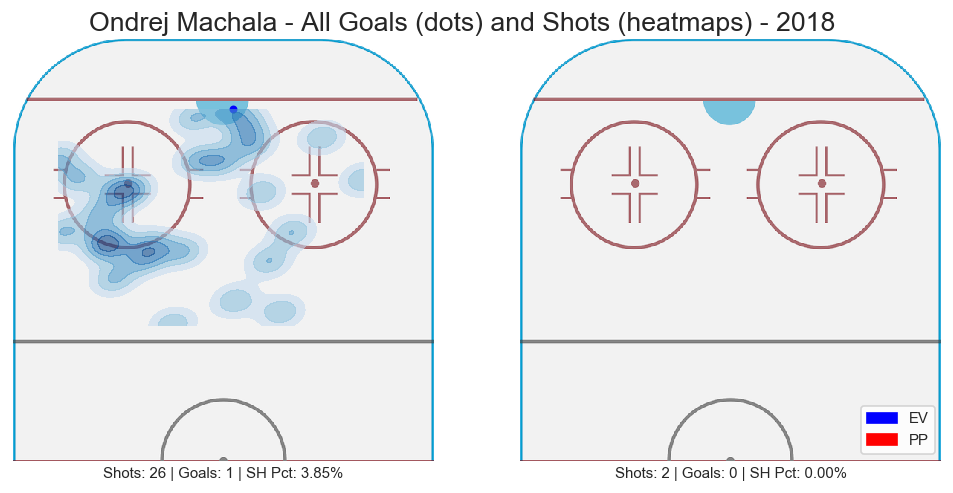 Ondrej Machala - All Goals (dots) and Shots (heatmaps) - 2018
EV
PP
Shots: 26 | Goals: 1 | SH Pct: 3.85%
Shots: 2 | Goals: 0 | SH Pct: 0.00%